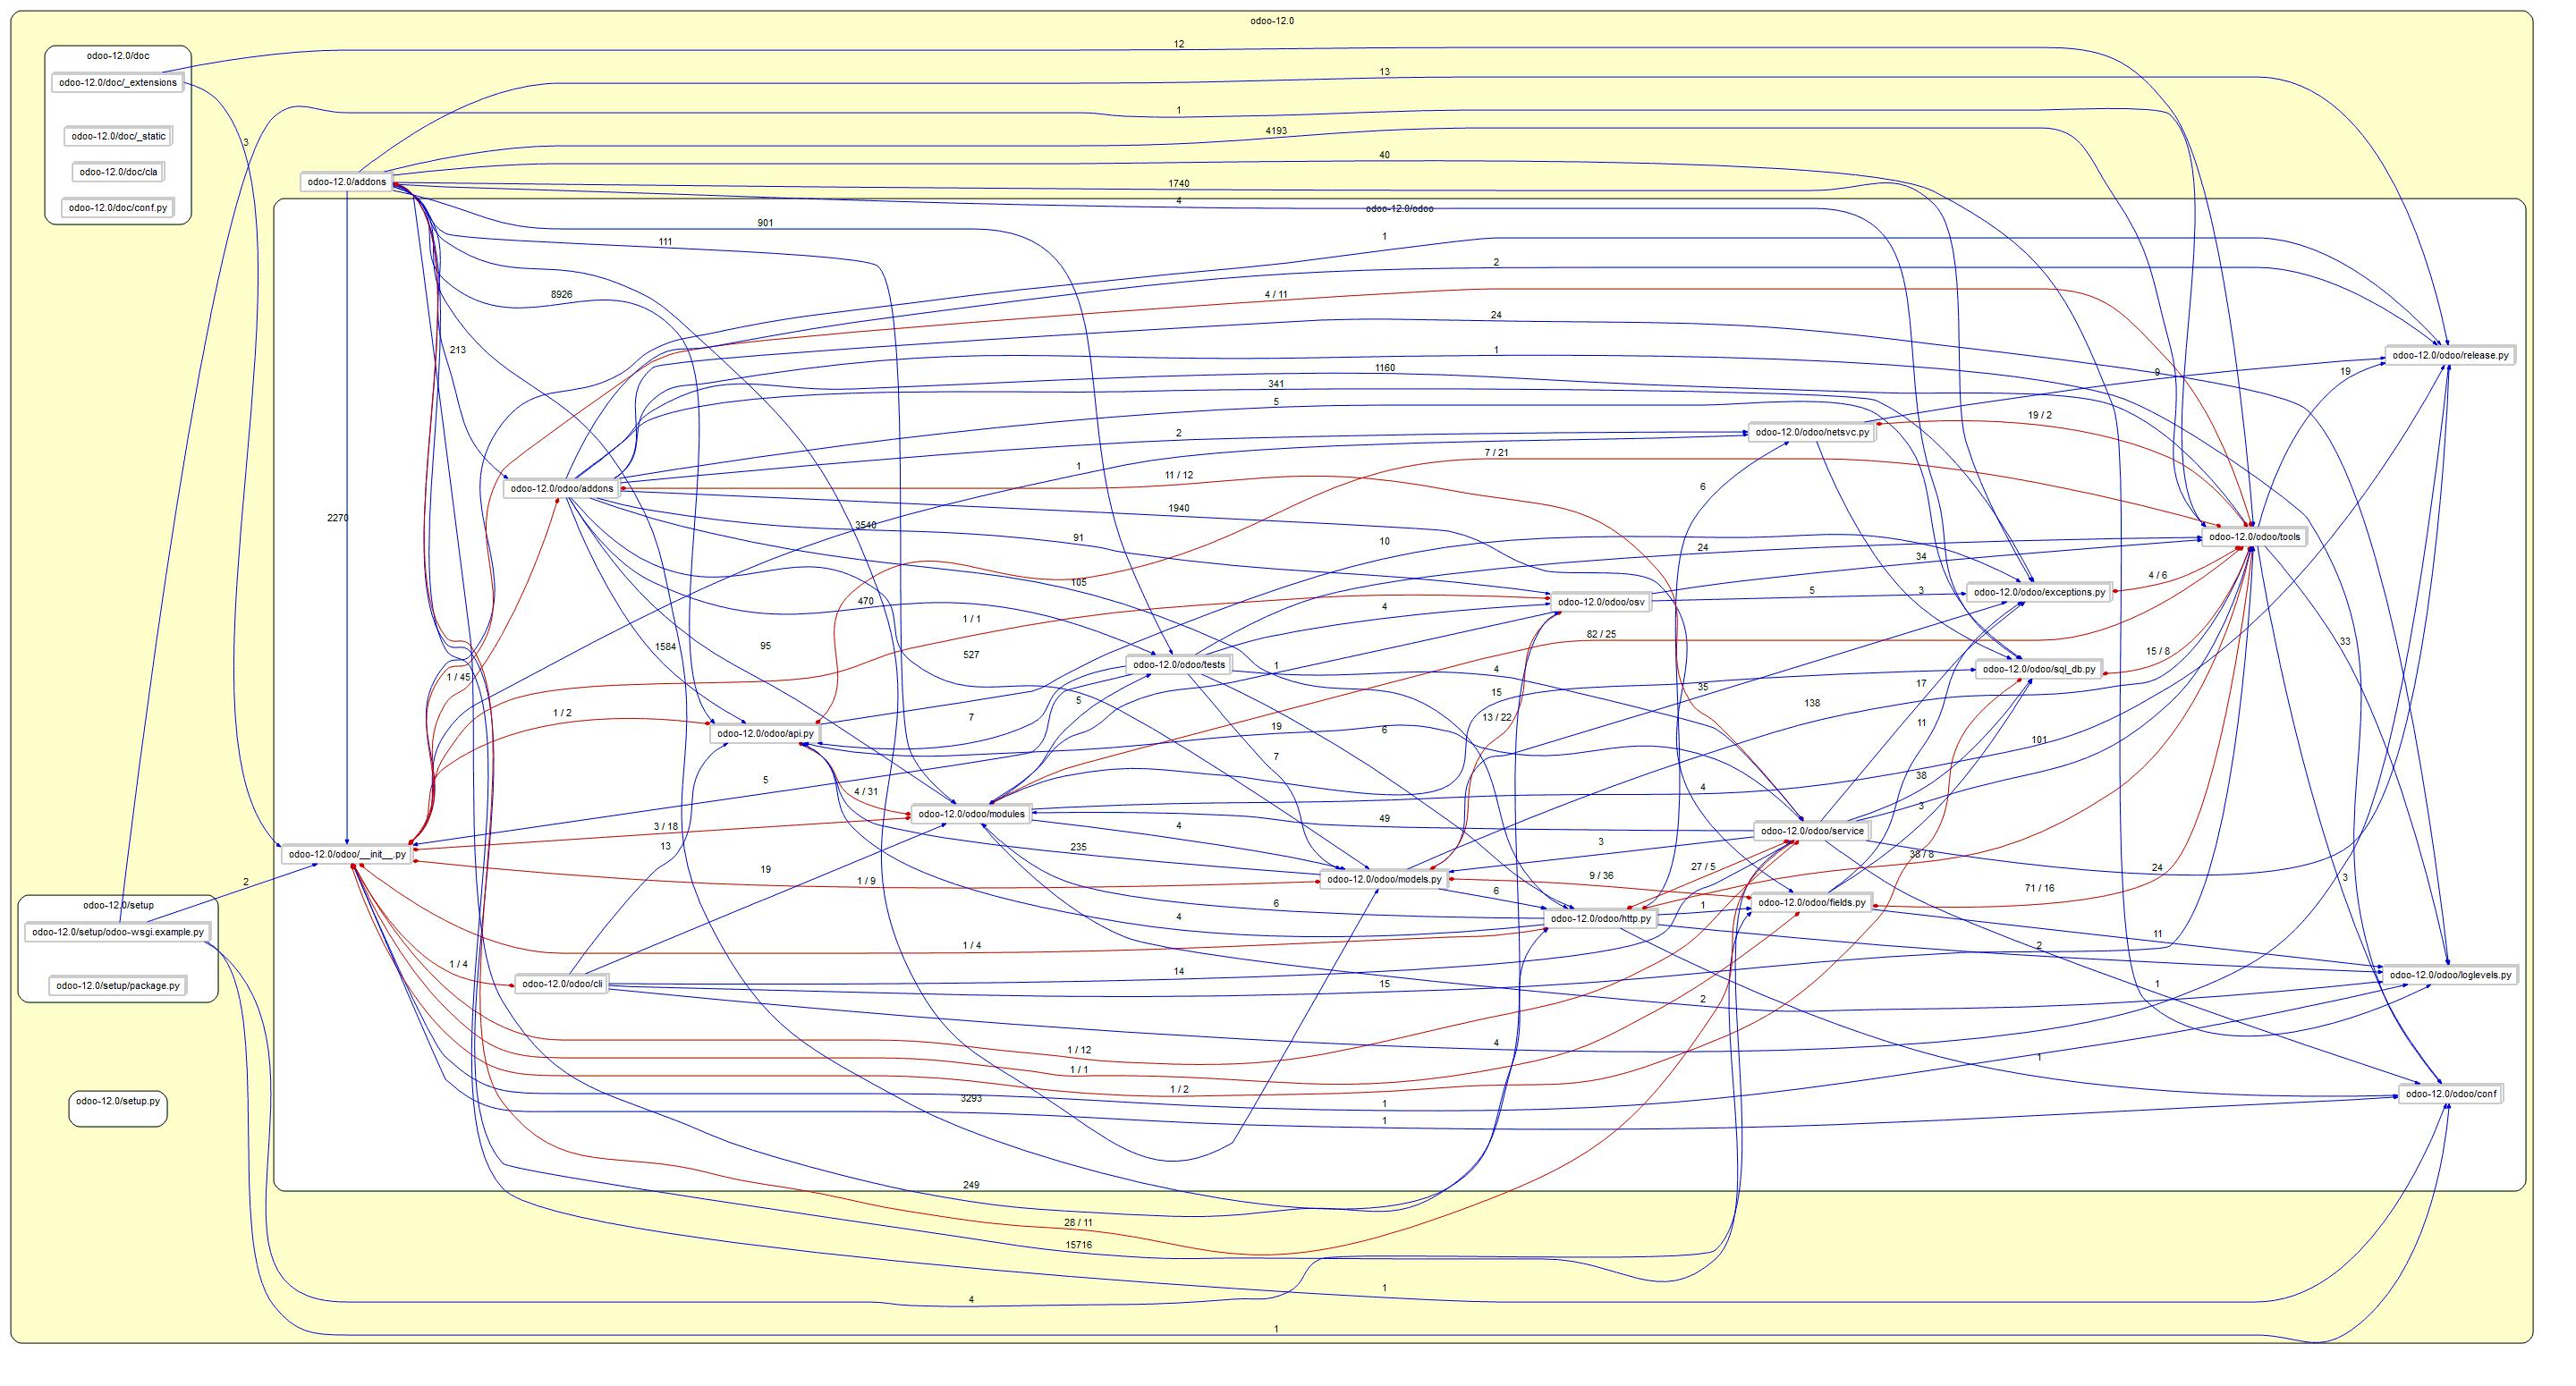 odoo-12.0
odoo-12.0/doc
odoo-12.0/doc/_extensions
odoo-12.0/doc/_static
odoo-12.0/doc/cla
odoo-12.0/doc/conf.py
12
13
3
1
4193
40
odoo-12.0/addons
1740
4
odoo-12.0/odoo
901
111
1
2
8926
4 / 11
24
213
1
odoo-12.0/odoo/release.py
1160
9
19
341
5
19 / 2
2
odoo-12.0/odoo/netsvc.py
7 / 21
1
11 / 12
odoo-12.0/odoo/addons
6
1940
2270
3540
91
10
24
odoo-12.0/odoo/tools
34
4 / 6
105
5
3
odoo-12.0/odoo/exceptions.py
470
4
odoo-12.0/odoo/osv
1 / 1
82 / 25
33
1584
95
527
15 / 8
odoo-12.0/odoo/tests
1
4
odoo-12.0/odoo/sql_db.py
1 / 45
35
17
5
15
138
1 / 2
7
13 / 22
11
19
6
odoo-12.0/odoo/api.py
101
7
5
38
4 / 31
4
3
odoo-12.0/odoo/modules
3 / 18
4
49
odoo-12.0/odoo/service
13
235
3
odoo-12.0/odoo/__init__.py
38 / 8
19
27 / 5
24
2
1 / 9
odoo-12.0/odoo/models.py
9 / 36
3
6
71 / 16
odoo-12.0/setup
6
1
odoo-12.0/odoo/fields.py
4
odoo-12.0/odoo/http.py
odoo-12.0/setup/odoo-wsgi.example.py
11
1 / 4
2
1 / 4
14
odoo-12.0/odoo/loglevels.py
odoo-12.0/setup/package.py
odoo-12.0/odoo/cli
15
1
2
4
1 / 12
1
1 / 1
1 / 2
odoo-12.0/odoo/conf
odoo-12.0/setup.py
3293
1
1
249
28 / 11
15716
1
4
1